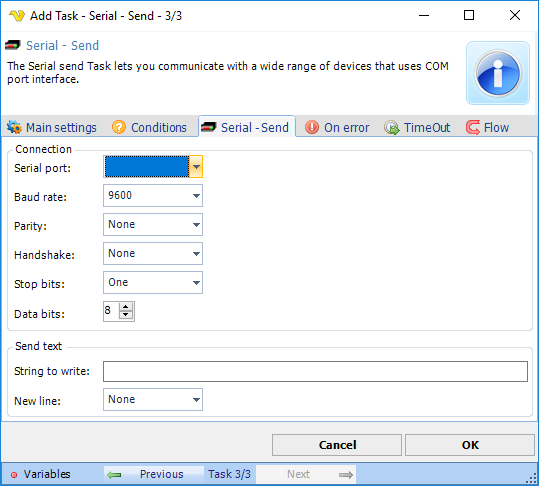 Add Task - Serial - Send - 3/3
Serial - Send
The Serial send Task lets you communicate with a wide range of devices that uses COM
port interface.
Main settings Conditions Serial - Send On error TimeOut Flow
Connection
Serial port:
Baud rate: 9600
Parity: None
Handshake: None
Stop bits: One
Data bits: 8
Send text
String to write:
New line: None
Cancel OK
Variables Previous Task 3/3 Next